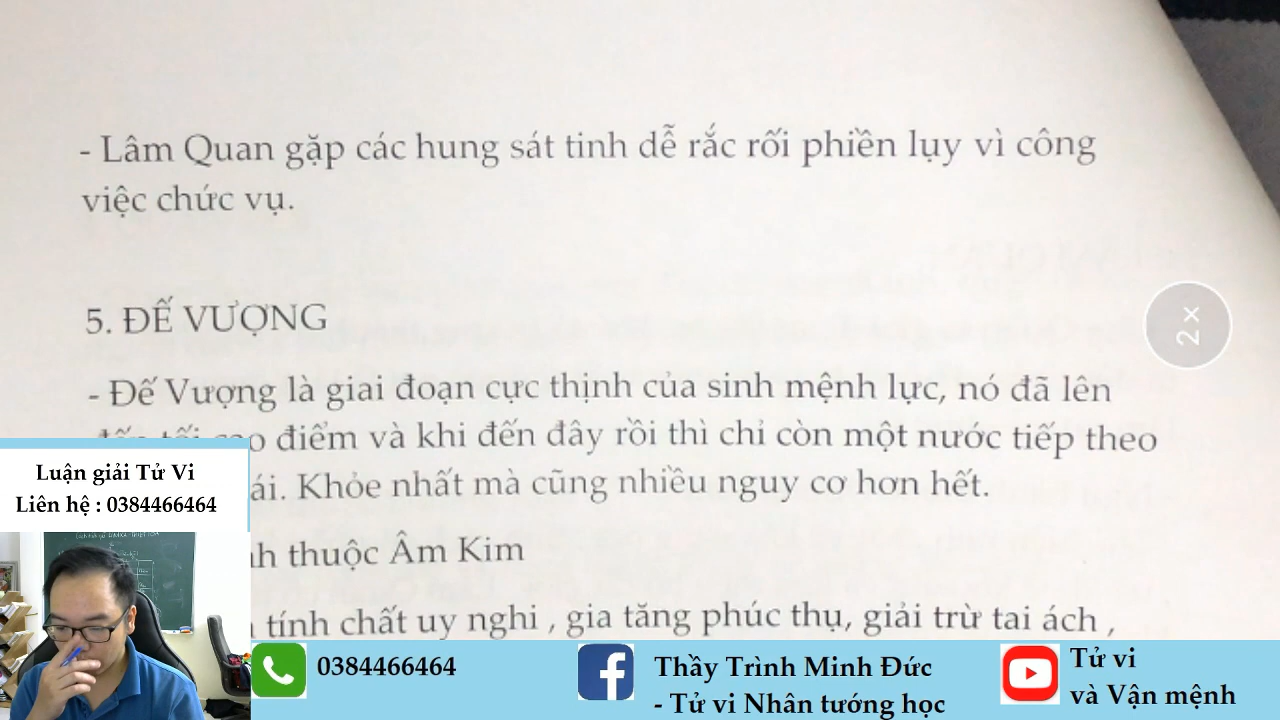 - Lâm Quan gặp các hung sát tinh dễ rắc rối phiền lụy vì công
việc chức vụ.
5. ĐẾ VƯỢNG
- Đế Vượng là giai đoạn cực thịnh của sinh mệnh lực, nó đã lên
điểm và khi đến đây rồi thì chỉ còn một nước tiếp theo
Khỏe nhất mà cũng nhiều nguy cơ hơn hết.
thuộc Âm Kim
tính chất uy nghi , gia tăng phúc thụ, giải trừ tai ách ,
2×
Luận giải Tử Vi
Liên hệ : 0384466464
0384466464
Thầy Trình Minh Đức
- Tử vi Nhân tướng học
Tử vi
và Vận mệnh